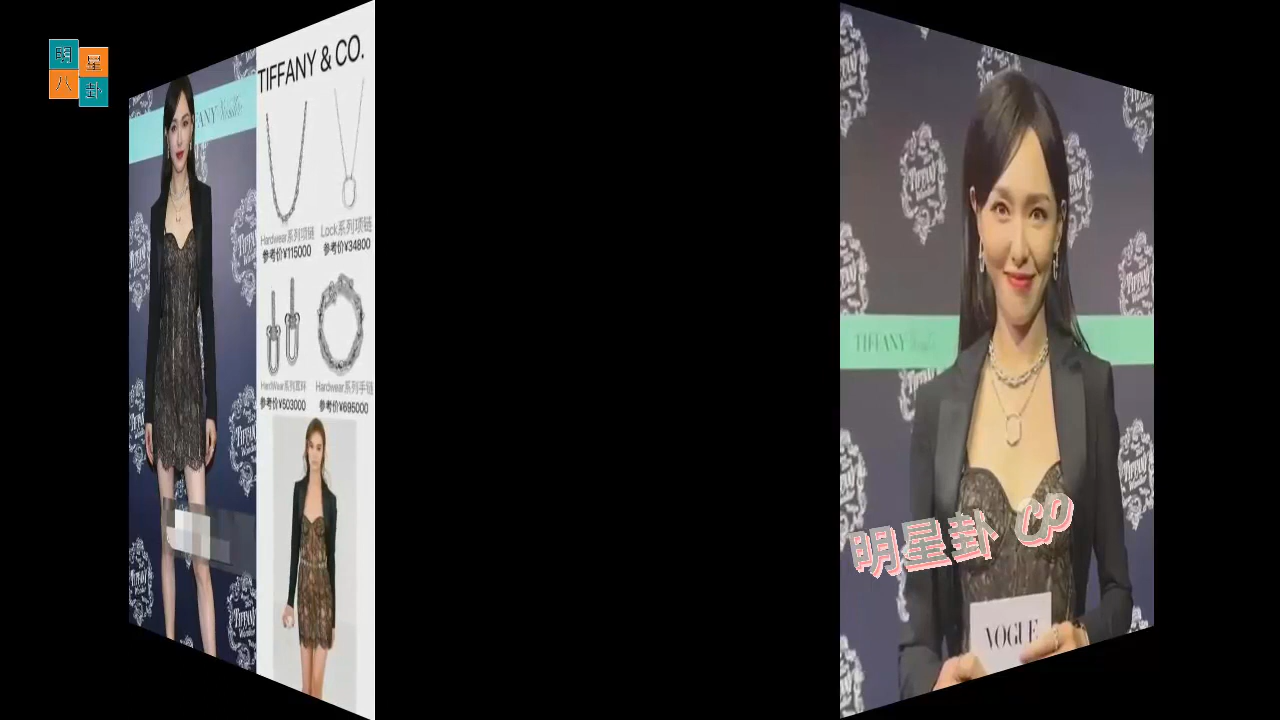 明星
八卦
TIFFANY & CO.
Hardwear系列项链
参考价¥115000
Lock系列项链
参考价¥34800
HardWear系列耳环
参考价¥503000
Hardwear系列手链
参考价¥695000
TIFFANY
TIFFANY
明星卦 CP
VOGUE